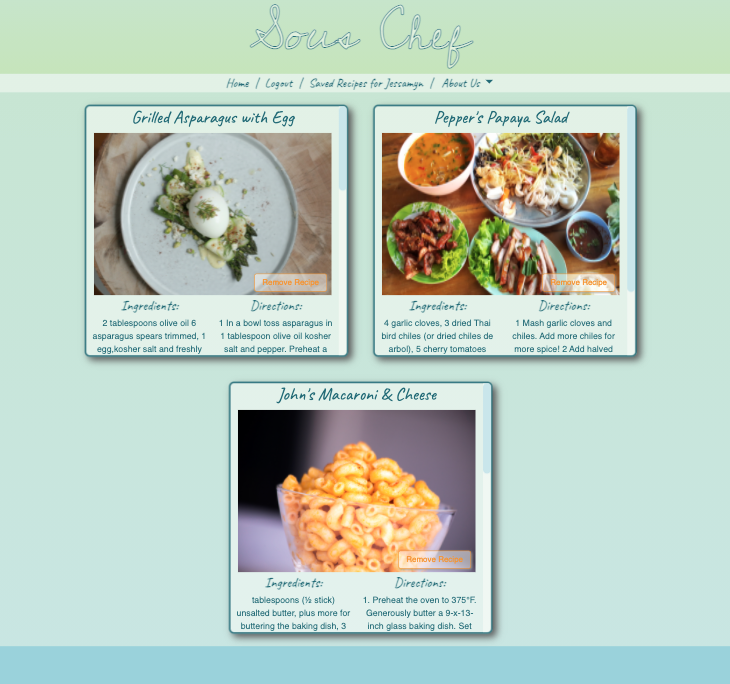 Sous Chef
Home / Logout / Saved Recipes for Jessamyn / About Us
Grilled Asparagus with Egg
Remove Recipe
Ingredients:
2 tablespoons olive oil 6
asparagus spears trimmed, 1
egg,kosher salt and freshly
Directions:
1 In a bowl toss asparagus in
1 tablespoon olive oil kosher
salt and pepper. Preheat a
Pepper's Papaya Salad
Remove Recipe
Ingredients:
4 garlic cloves, 3 dried Thai
bird chiles (or dried chiles de
arbol), 5 cherry tomatoes
Directions:
1 Mash garlic cloves and
chiles. Add more chiles for
more spice! 2 Add halved
John's Macaroni & Cheese
Remove Recipe
Ingredients:
tablespoons (½ stick)
unsalted butter, plus more for
buttering the baking dish, 3
Directions:
1. Preheat the oven to 375°F.
Generously butter a 9-x-13-
inch glass baking dish. Set